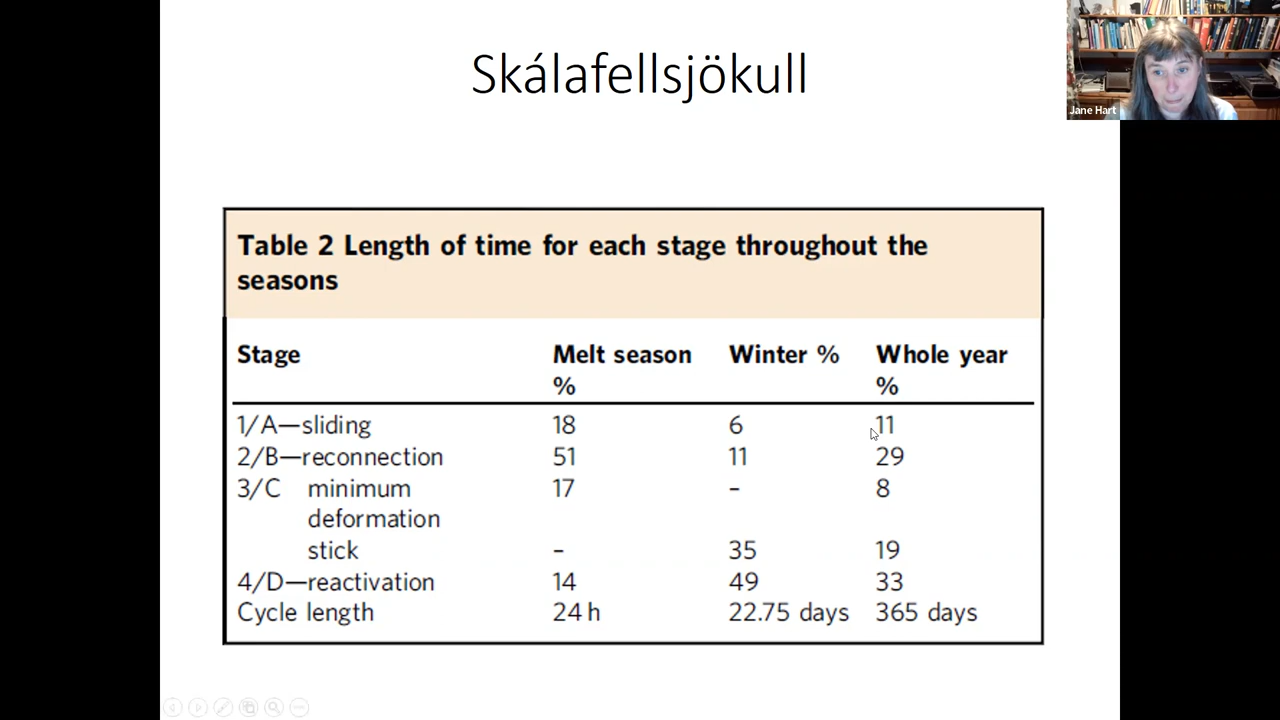 Skálafellsjökull
Jane Hart
Table 2 Length of time for each stage throughout the
seasons
Stage Melt season Winter % Whole year
% %
1/A—sliding 18 6 11
2/B—reconnection 51 11 29
3/C minimum 17 – 8
deformation
stick – 35 19
4/D—reactivation 14 49 33
Cycle length 24 h 22.75 days 365 days